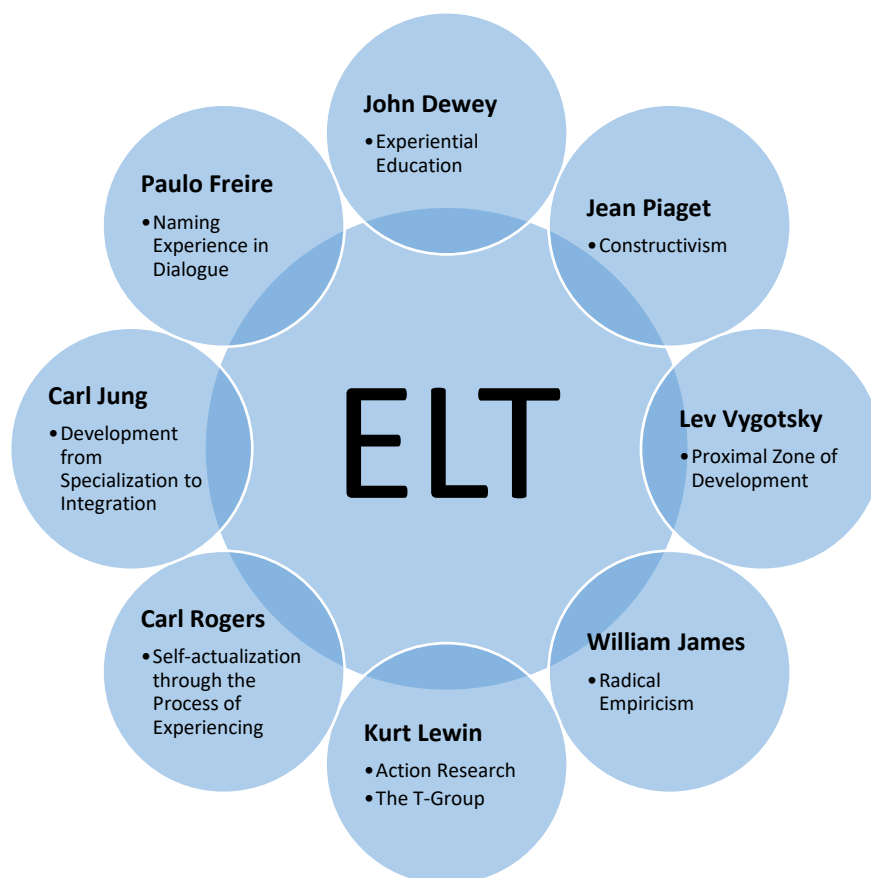 John Dewey
•Experiential
Education
Jean Piaget
•Constructivism
Lev Vygotsky
•Proximal Zone of
Development
William James
•Radical
Empiricism
Kurt Lewin
•Action Research
•The T-Group
Carl Rogers
•Self-actualization
through the
Process of
Experiencing
Carl Jung
•Development
from
Specialization to
Integration
Paulo Freire
•Naming
Experience in
Dialogue
ELT